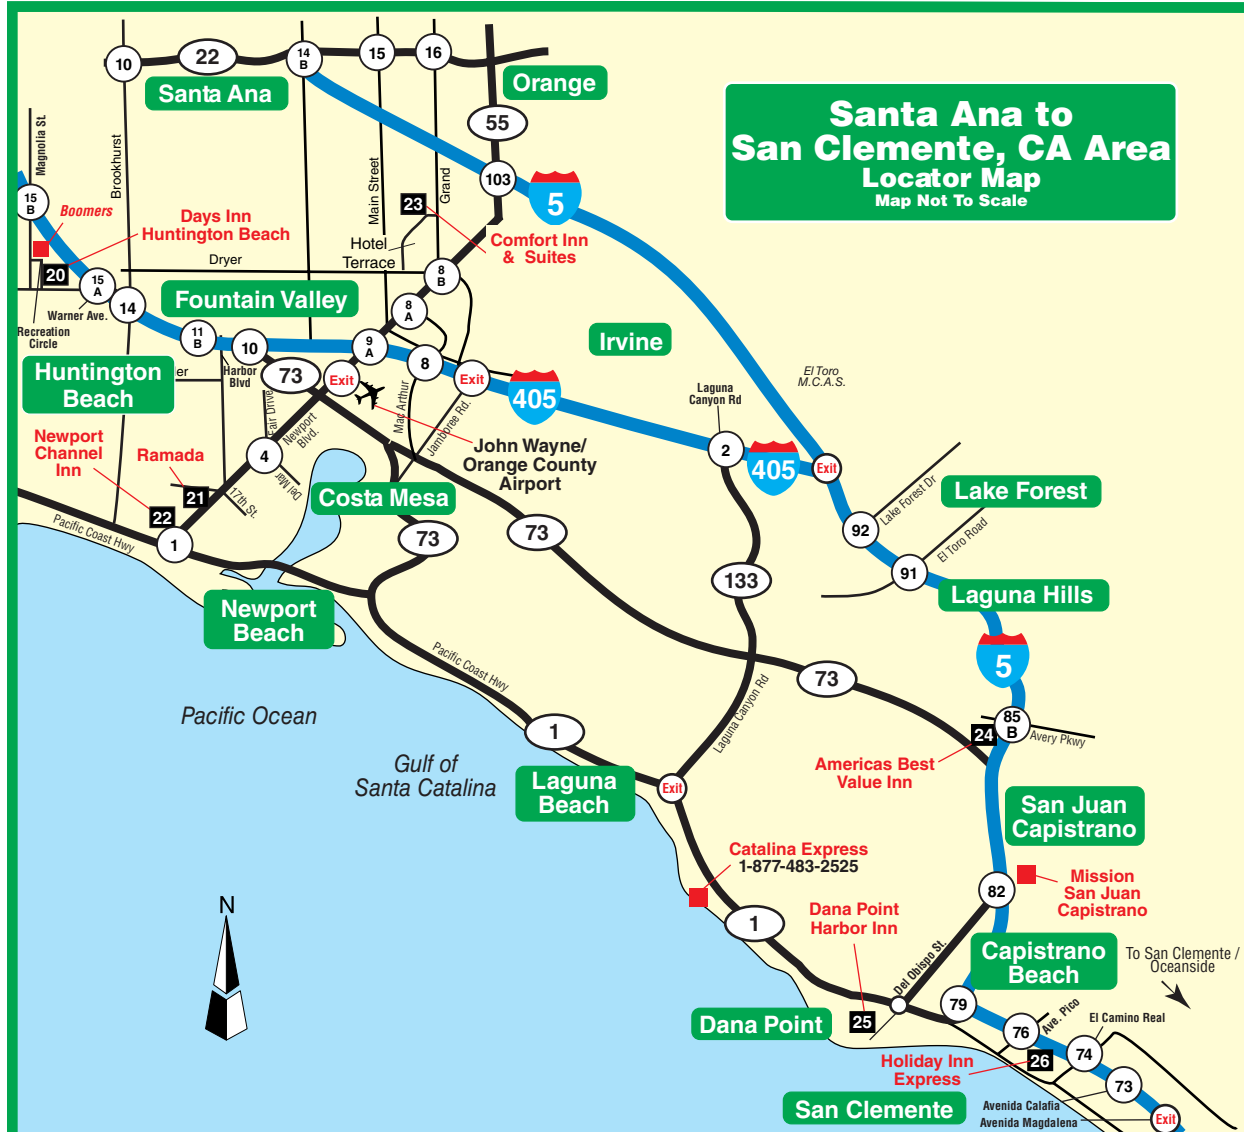 Santa Ana to
San Clemente, CA Area
Locator Map
Map Not To Scale
10
22
14
B
15
16
Santa Ana
Orange
55
Magnolia St.
Brookhurst
Main Street
Grand
103
5
15
B
Boomers
23
Days Inn
Huntington Beach
Comfort Inn
& Suites
Hotel
Terrace
Dryer
20
8
B
15
A
14
Warner Ave.
Fountain Valley
8
A
Recreation
Circle
11
B
10
9
A
8
Irvine
Harbor
Blvd
Huntington
Beach
ler
73
Exit
Exit
405
El Toro
M.C.A.S.
Laguna
Canyon Rd
Fair Drive
Newport
Blvd.
Mac Arthur
Jamboree Rd.
John Wayne/
Orange County
Airport
Newport
Channel
Inn
Ramada
4
Del Mar
2
405
Exit
21
17th St.
22
1
Costa Mesa
Lake Forest Dr
Lake Forest
Pacific Coast Hwy
73
73
92
El Toro Road
91
133
Laguna Hills
Newport
Beach
Pacific Coast Hwy
5
73
Laguna Canyon Rd
Pacific Ocean
1
85
B
24
Avery Pkwy
Gulf of
Santa Catalina
Americas Best
Value Inn
Laguna
Beach
Exit
San Juan
Capistrano
Catalina Express
1-877-483-2525
82
Mission
San Juan
Capistrano
N
Dana Point
Harbor Inn
1
Del Obispo St.
Capistrano
Beach
To San Clemente /
Oceanside
79
Dana Point
25
76
Ave. Pico
El Camino Real
26
74
Holiday Inn
Express
73
San Clemente
Avenida Calafia
Avenida Magdalena
Exit